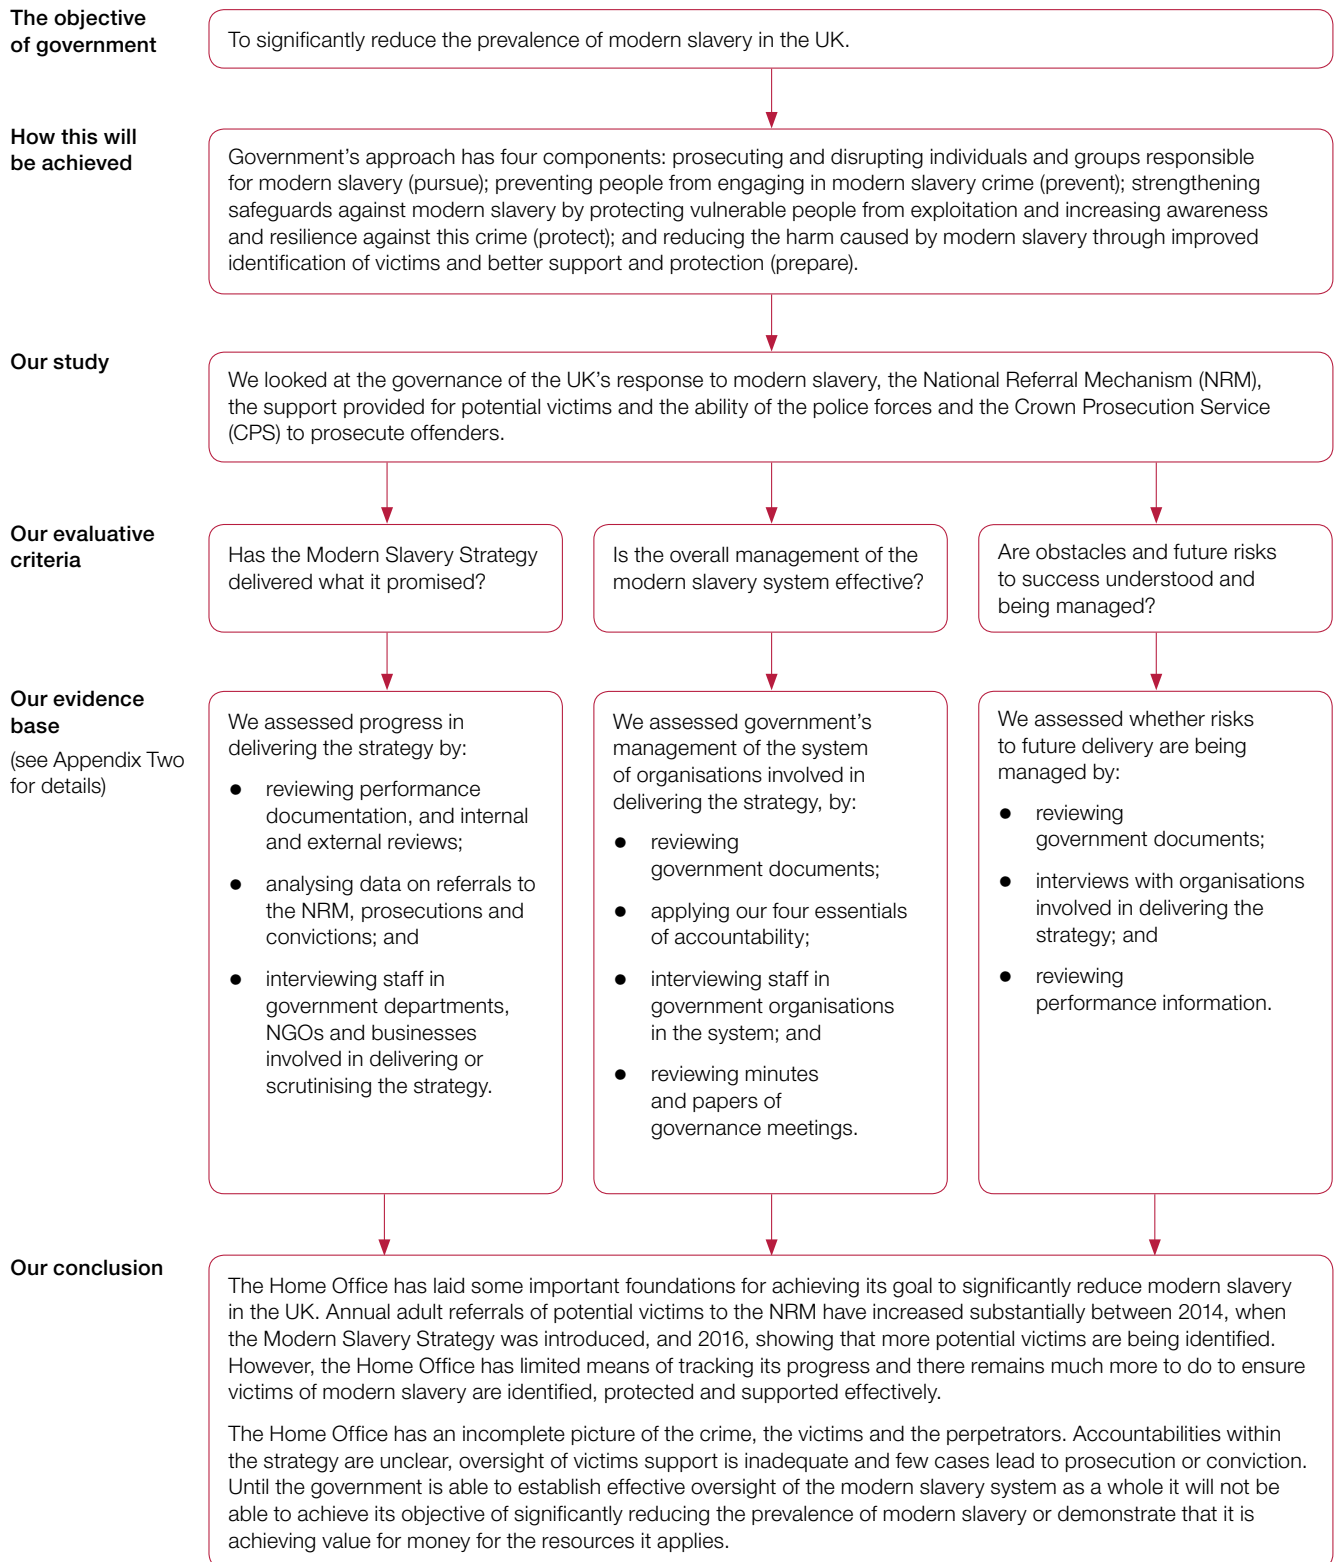 The objective
of government
To significantly reduce the prevalence of modern slavery in the UK.
How this will
be achieved
Government's approach has four components: prosecuting and disrupting individuals and groups responsible
for modern slavery (pursue); preventing people from engaging in modern slavery crime (prevent); strengthening
safeguards against modern slavery by protecting vulnerable people from exploitation and increasing awareness
and resilience against this crime (protect); and reducing the harm caused by modern slavery through improved
identification of victims and better support and protection (prepare).
Our study
We looked at the governance of the UK's response to modern slavery, the National Referral Mechanism (NRM),
the support provided for potential victims and the ability of the police forces and the Crown Prosecution Service
(CPS) to prosecute offenders.
Our evaluative
criteria
Has the Modern Slavery Strategy
delivered what it promised?
Is the overall management of the
modern slavery system effective?
Are obstacles and future risks
to success understood and
being managed?
Our evidence
base
(see Appendix Two
for details)
We assessed progress in
delivering the strategy by:
● reviewing performance
documentation, and internal
and external reviews;
● analysing data on referrals to
the NRM, prosecutions and
convictions; and
● interviewing staff in
government departments,
NGOs and businesses
involved in delivering or
scrutinising the strategy.
We assessed government's
management of the system
of organisations involved in
delivering the strategy, by:
● reviewing
government documents;
● applying our four essentials
of accountability;
● interviewing staff in
government organisations
in the system; and
● reviewing minutes
and papers of
governance meetings.
We assessed whether risks
to future delivery are being
managed by:
● reviewing
government documents;
● interviews with organisations
involved in delivering the
strategy; and
● reviewing
performance information.
Our conclusion
The Home Office has laid some important foundations for achieving its goal to significantly reduce modern slavery
in the UK. Annual adult referrals of potential victims to the NRM have increased substantially between 2014, when
the Modern Slavery Strategy was introduced, and 2016, showing that more potential victims are being identified.
However, the Home Office has limited means of tracking its progress and there remains much more to do to ensure
victims of modern slavery are identified, protected and supported effectively.
The Home Office has an incomplete picture of the crime, the victims and the perpetrators. Accountabilities within
the strategy are unclear, oversight of victims support is inadequate and few cases lead to prosecution or conviction.
Until the government is able to establish effective oversight of the modern slavery system as a whole it will not be
able to achieve its objective of significantly reducing the prevalence of modern slavery or demonstrate that it is
achieving value for money for the resources it applies.